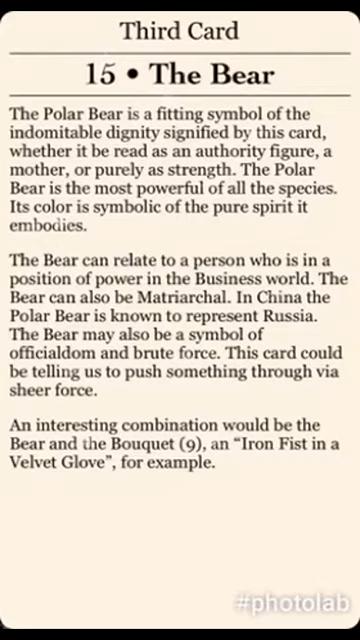 Third Card
15 • The Bear
The Polar Bear is a fitting symbol of the
indomitable dignity signified by this card,
whether it be read as an authority figure, a
mother, or purely as strength. The Polar
Bear is the most powerful of all the species.
Its color is symbolic of the pure spirit it
embodies.
The Bear can relate to a person who is in a
position of power in the Business world. The
Bear can also be Matriarchal. In China the
Polar Bear is known to represent Russia.
The Bear may also be a symbol of
officialdom and brute force. This card could
be telling us to push something through via
sheer force.
An interesting combination would be the
Bear and the Bouquet (9), an “Iron Fist in a
Velvet Glove”, for example.
#photolab